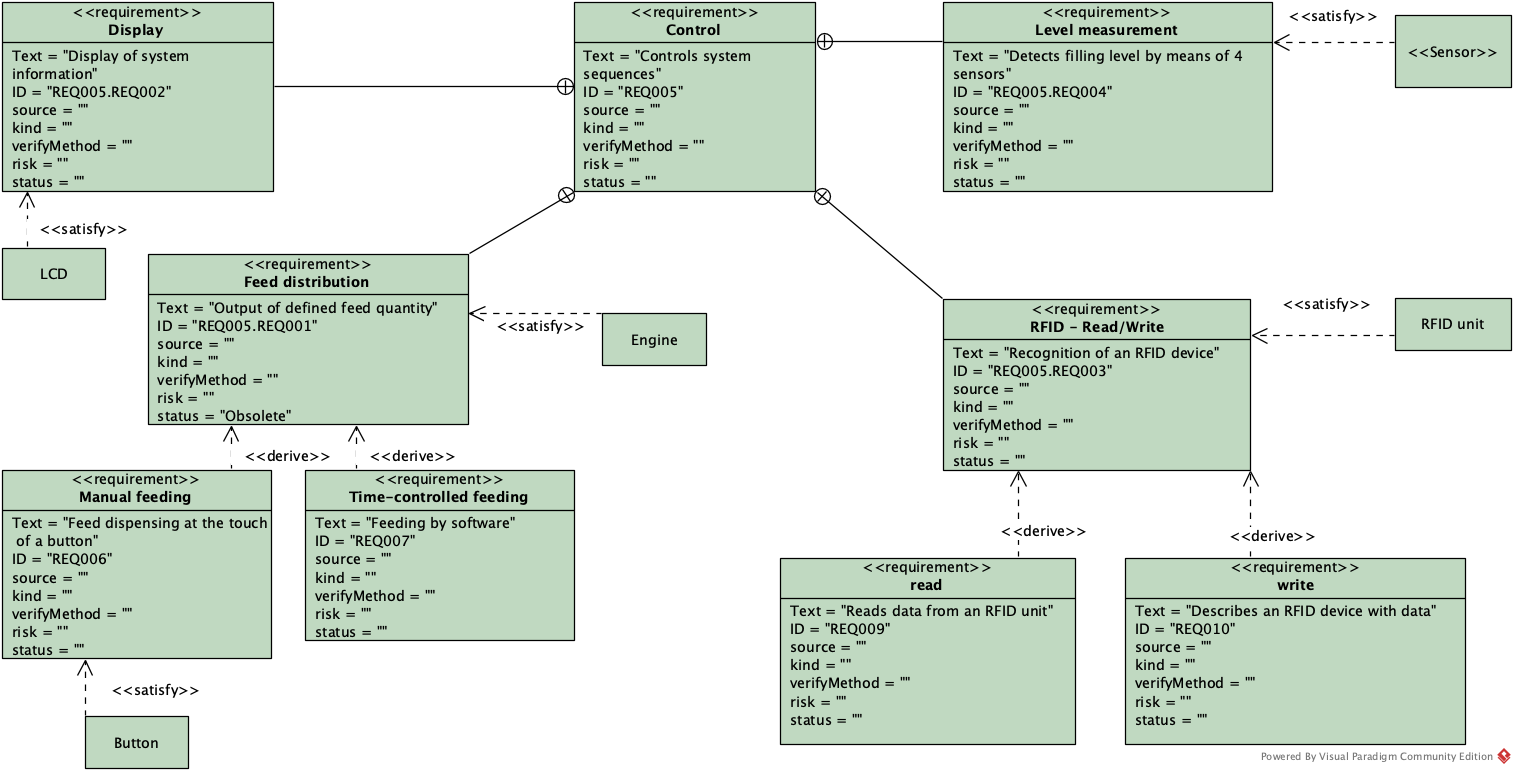 <<requirement>>
Display
Text = "Display of system
information"
ID = "REQ005.REQ002"
source = ""
kind = ""
verifyMethod = ""
risk = ""
status = ""
<<requirement>>
Control
Text = "Controls system
sequences"
ID = "REQ005"
source = ""
kind = ""
verifyMethod = ""
risk = ""
status = ""
<<requirement>>
Level measurement
Text = "Detects filling level by means of 4
sensors"
ID = "REQ005.REQ004"
source = ""
kind = ""
verifyMethod = ""
risk = ""
status = ""
<<satisfy>>
<<Sensor>>
<<satisfy>>
LCD
<<requirement>>
Feed distribution
Text = "Output of defined feed quantity"
ID = "REQ005.REQ001"
source = ""
kind = ""
verifyMethod = ""
risk = ""
status = "Obsolete"
<<satisfy>>
Engine
<<requirement>>
RFID - Read/Write
Text = "Recognition of an RFID device"
ID = "REQ005.REQ003"
source = ""
kind = ""
verifyMethod = ""
risk = ""
status = ""
<<satisfy>>
RFID unit
<<derive>>
<<derive>>
<<requirement>>
Manual feeding
Text = "Feed dispensing at the touch
of a button"
ID = "REQ006"
source = ""
kind = ""
verifyMethod = ""
risk = ""
status = ""
<<requirement>>
Time-controlled feeding
Text = "Feeding by software"
ID = "REQ007"
source = ""
kind = ""
verifyMethod = ""
risk = ""
status = ""
<<satisfy>>
Button
<<derive>>
<<derive>>
<<requirement>>
read
Text = "Reads data from an RFID unit"
ID = "REQ009"
source = ""
kind = ""
verifyMethod = ""
risk = ""
status = ""
<<requirement>>
write
Text = "Describes an RFID device with data"
ID = "REQ010"
source = ""
kind = ""
verifyMethod = ""
risk = ""
status = ""
Powered By Visual Paradigm Community Edition